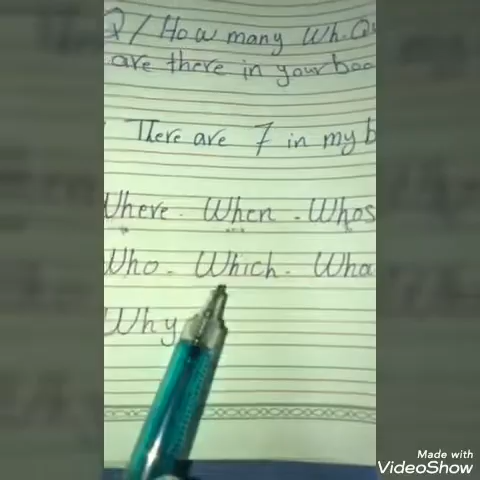 Q/ How many Wh. Qu
are there in your boo
There are 7 in my b
Where. When. Whos
Who. Which. Wha
Why
Made with
VideoShow